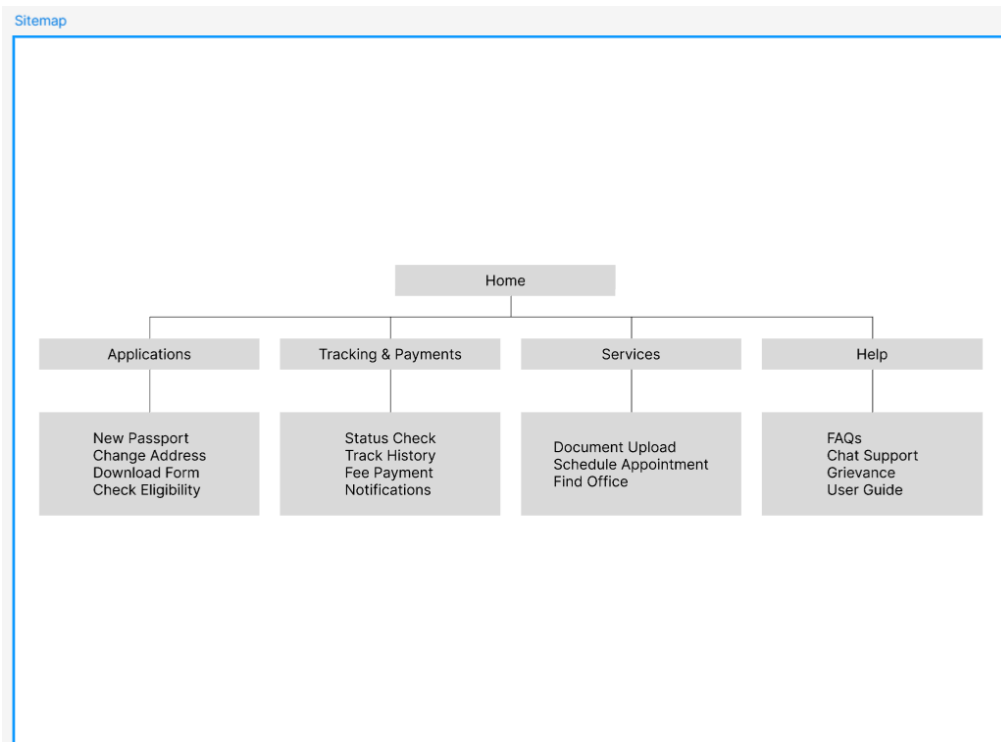 Sitemap
Home
Applications
Tracking & Payments
Services
Help
New Passport
Change Address
Download Form
Check Eligibility
Status Check
Track History
Fee Payment
Notifications
Document Upload
Schedule Appointment
Find Office
FAQs
Chat Support
Grievance
User Guide